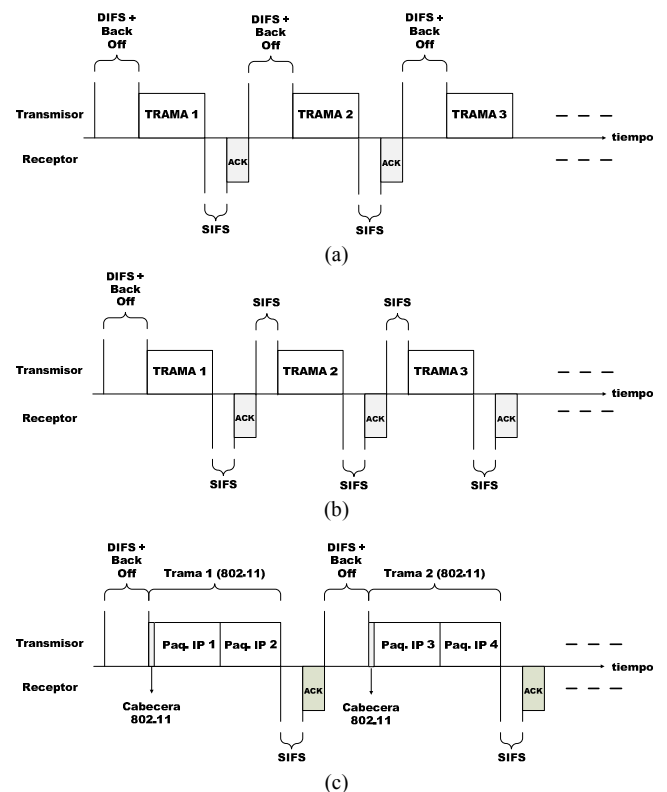 DIFS + Back Off
DIFS + Back Off
DIFS + Back Off
Transmisor
TRAMA 1
TRAMA 2
TRAMA 3
tiempo
Receptor
ACK
ACK
SIFS
SIFS
(a)
DIFS + Back Off
SIFS
SIFS
Transmisor
TRAMA 1
TRAMA 2
TRAMA 3
tiempo
Receptor
ACK
ACK
ACK
SIFS
SIFS
SIFS
(b)
DIFS + Back Off
Trama 1 (802.11)
DIFS + Back Off
Trama 2 (802.11)
Transmisor
Paq. IP 1
Paq. IP 2
Paq. IP 3
Paq. IP 4
tiempo
Receptor
ACK
ACK
Cabecera 802.11
Cabecera 802.11
SIFS
SIFS
(c)